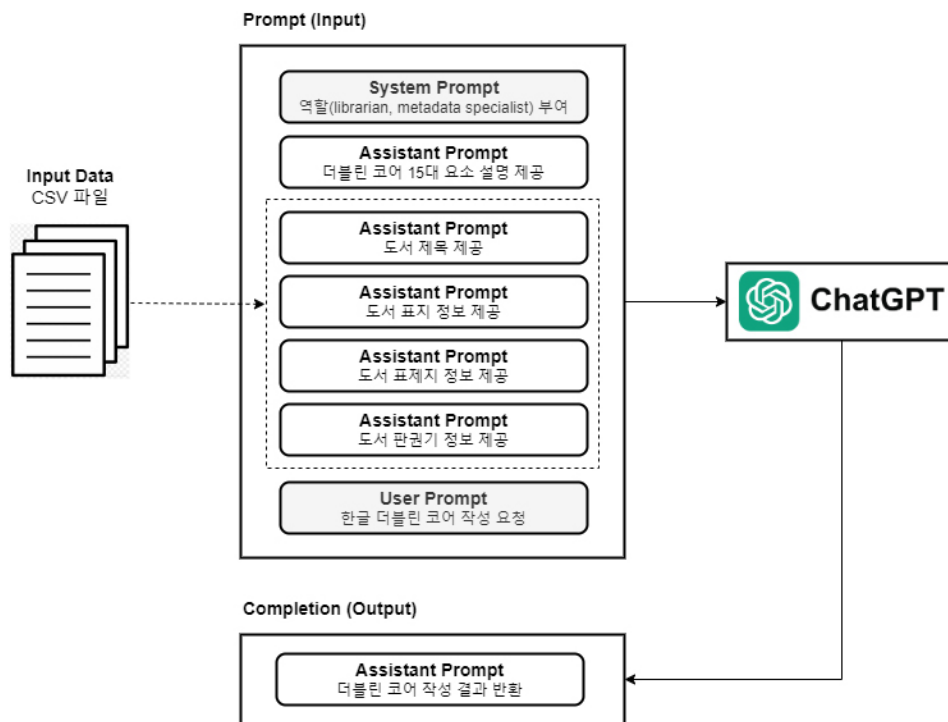 Prompt (Input)
System Prompt
역할(librarian, metadata specialist) 부여
Assistant Prompt
더블린 코어 15대 요소 설명 제공
Input Data
CSV 파일
Assistant Prompt
도서 제목 제공
Assistant Prompt
도서 표지 정보 제공
Assistant Prompt
도서 표제지 정보 제공
Assistant Prompt
도서 판권기 정보 제공
User Prompt
한글 더블린 코어 작성 요청
ChatGPT
Completion (Output)
Assistant Prompt
더블린 코어 작성 결과 반환